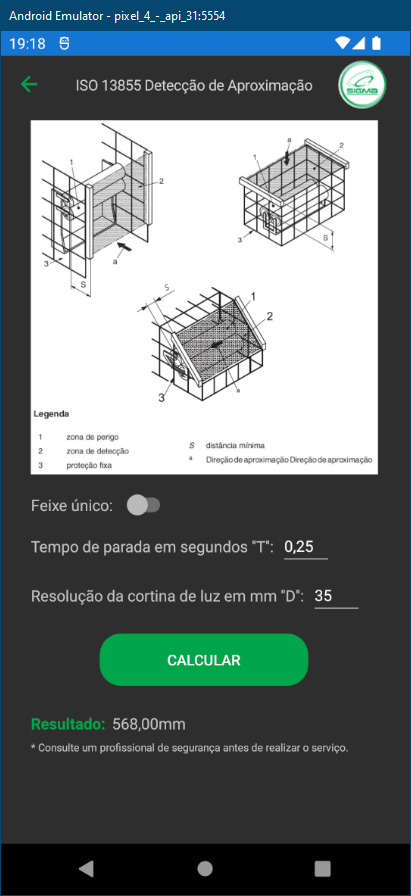 Android Emulator - pixel_4_-_api_31:5554
19:18
ISO 13855 Detecção de Aproximação
SIGMA
1
2
3
S
a
a
1
2
3
S
S
1
2
3
a
Legenda
1 zona de perigo
2 zona de detecção
3 proteção fixa
S distância mínima
a Direção de aproximação Direção de aproximação
Feixe único:
Tempo de parada em segundos "T": 0,25
Resolução da cortina de luz em mm "D": 35
CALCULAR
Resultado: 568,00mm
* Consulte um profissional de segurança antes de realizar o serviço.